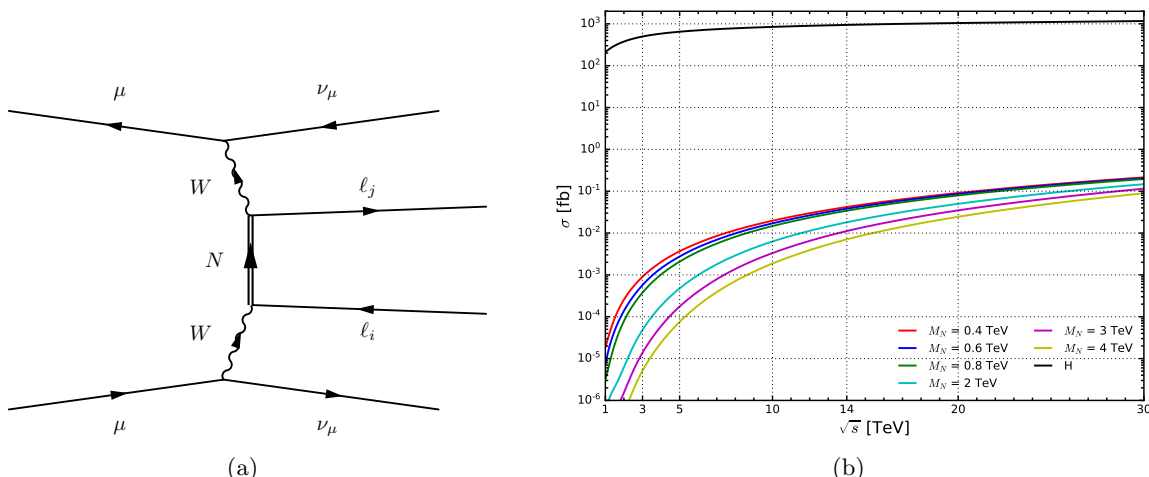 μ
ν_μ
W
ℓ_j
N
W
ℓ_i
μ
ν_μ
(a)
σ [fb]
10^3
10^2
10^1
10^0
10^-1
10^-2
10^-3
10^-4
10^-5
10^-6
M_N = 0.4 TeV
M_N = 0.6 TeV
M_N = 0.8 TeV
M_N = 2 TeV
M_N = 3 TeV
M_N = 4 TeV
H
1 3 5 10 14 20 30
√s [TeV]
(b)